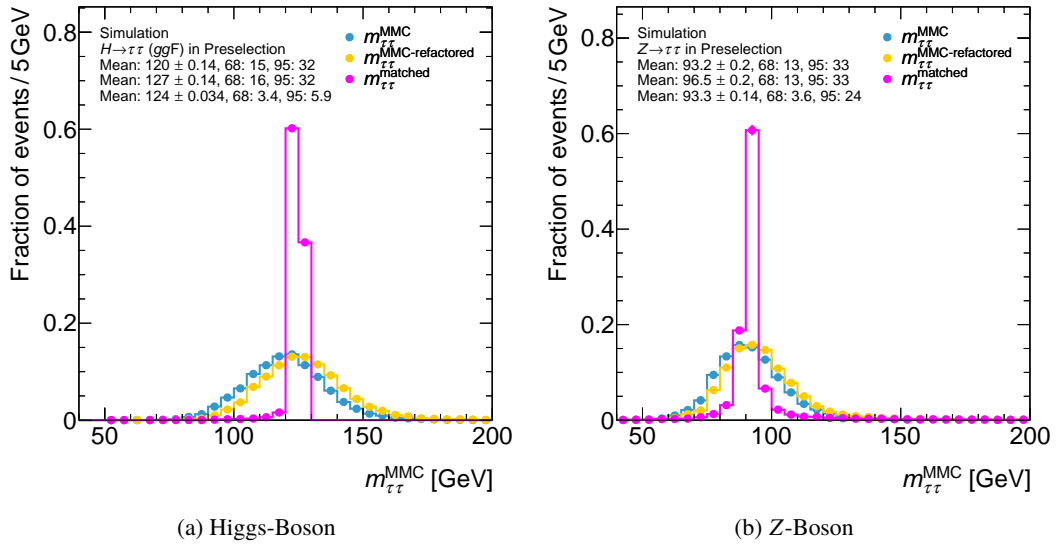 Simulation
H→ττ (ggF) in Preselection
Mean: 120 ± 0.14, 68: 15, 95: 32
Mean: 127 ± 0.14, 68: 16, 95: 32
Mean: 124 ± 0.034, 68: 3.4, 95: 5.9
m_ττ^MMC
m_ττ^MMC-refactored
m_ττ^matched
Fraction of events / 5GeV
0.8
0.6
0.4
0.2
0
50 100 150 200
m_ττ^MMC [GeV]
(a) Higgs-Boson
Simulation
Z→ττ in Preselection
Mean: 93.2 ± 0.2, 68: 13, 95: 33
Mean: 96.5 ± 0.2, 68: 13, 95: 33
Mean: 93.3 ± 0.14, 68: 3.6, 95: 24
m_ττ^MMC
m_ττ^MMC-refactored
m_ττ^matched
Fraction of events / 5GeV
0.8
0.6
0.4
0.2
0
50 100 150 200
m_ττ^MMC [GeV]
(b) Z-Boson